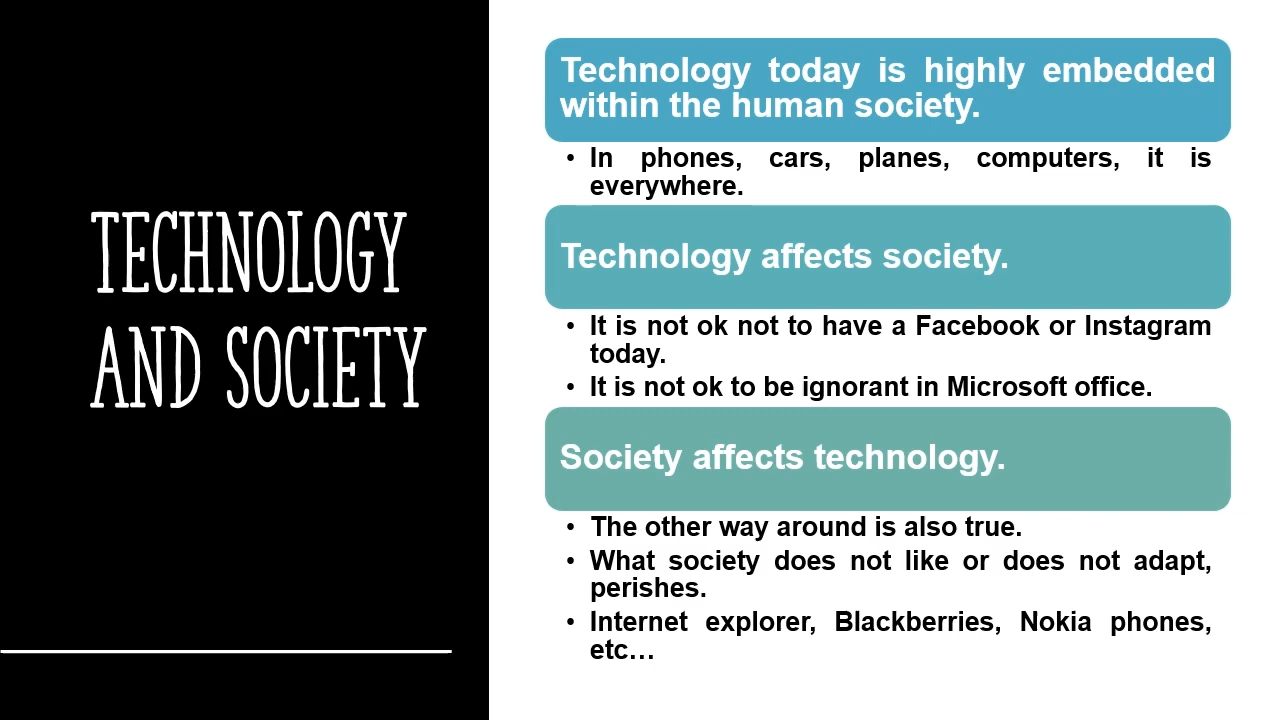 TECHNOLOGY
AND SOCIETY
Technology today is highly embedded
within the human society.
• In phones, cars, planes, computers, it is
everywhere.
Technology affects society.
• It is not ok not to have a Facebook or Instagram
today.
• It is not ok to be ignorant in Microsoft office.
Society affects technology.
• The other way around is also true.
• What society does not like or does not adapt,
perishes.
• Internet explorer, Blackberries, Nokia phones,
etc…